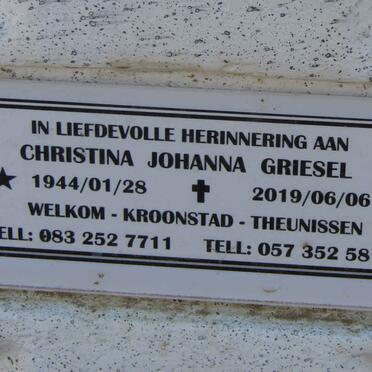 IN LIEFDEVOLLE HERINNERING AAN
CHRISTINA JOHANNA GRIESEL
★ 1944/01/28 ✝ 2019/06/06
WELKOM - KROONSTAD - THEUNISSEN
ELL: 083 252 7711 TELL: 057 352 58